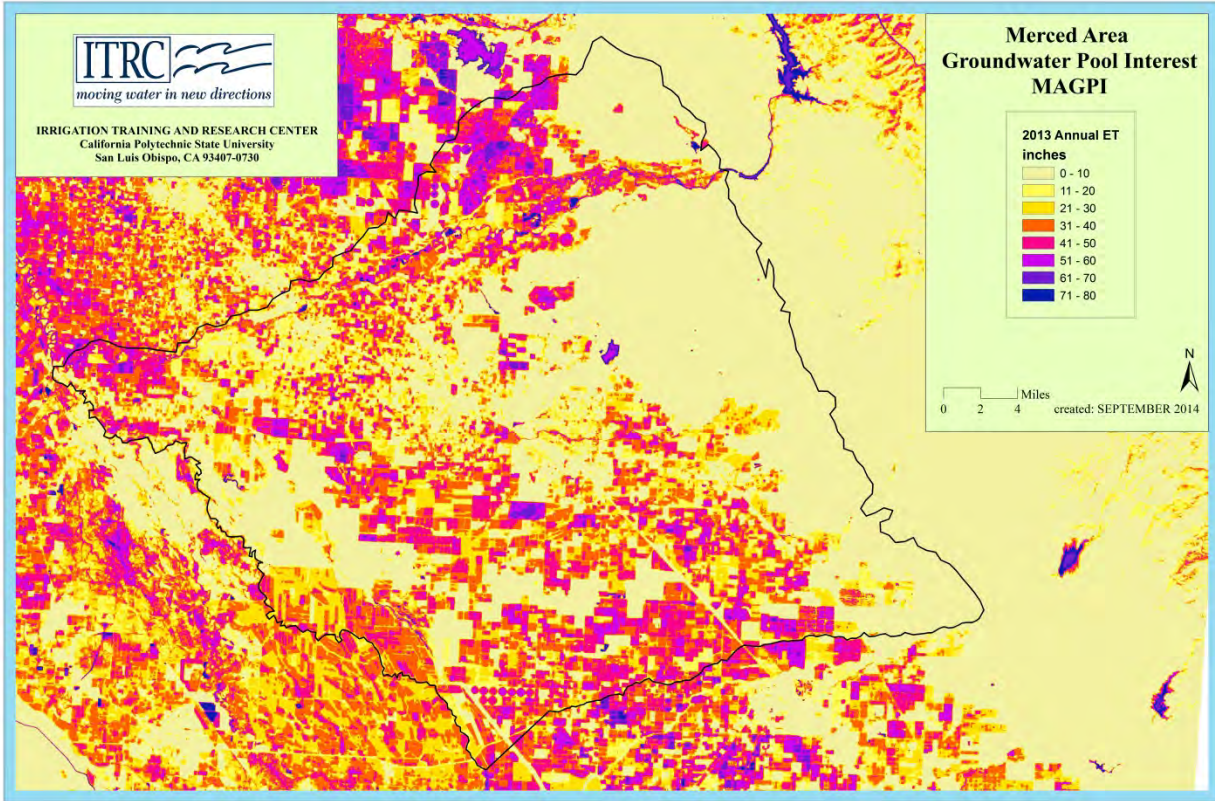 ITRC
moving water in new directions
IRRIGATION TRAINING AND RESEARCH CENTER
California Polytechnic State University
San Luis Obispo, CA 93407-0730
Merced Area
Groundwater Pool Interest
MAGPI
2013 Annual ET
inches
0 - 10
11 - 20
21 - 30
31 - 40
41 - 50
51 - 60
61 - 70
71 - 80
N
Miles
0 2 4
created: SEPTEMBER 2014